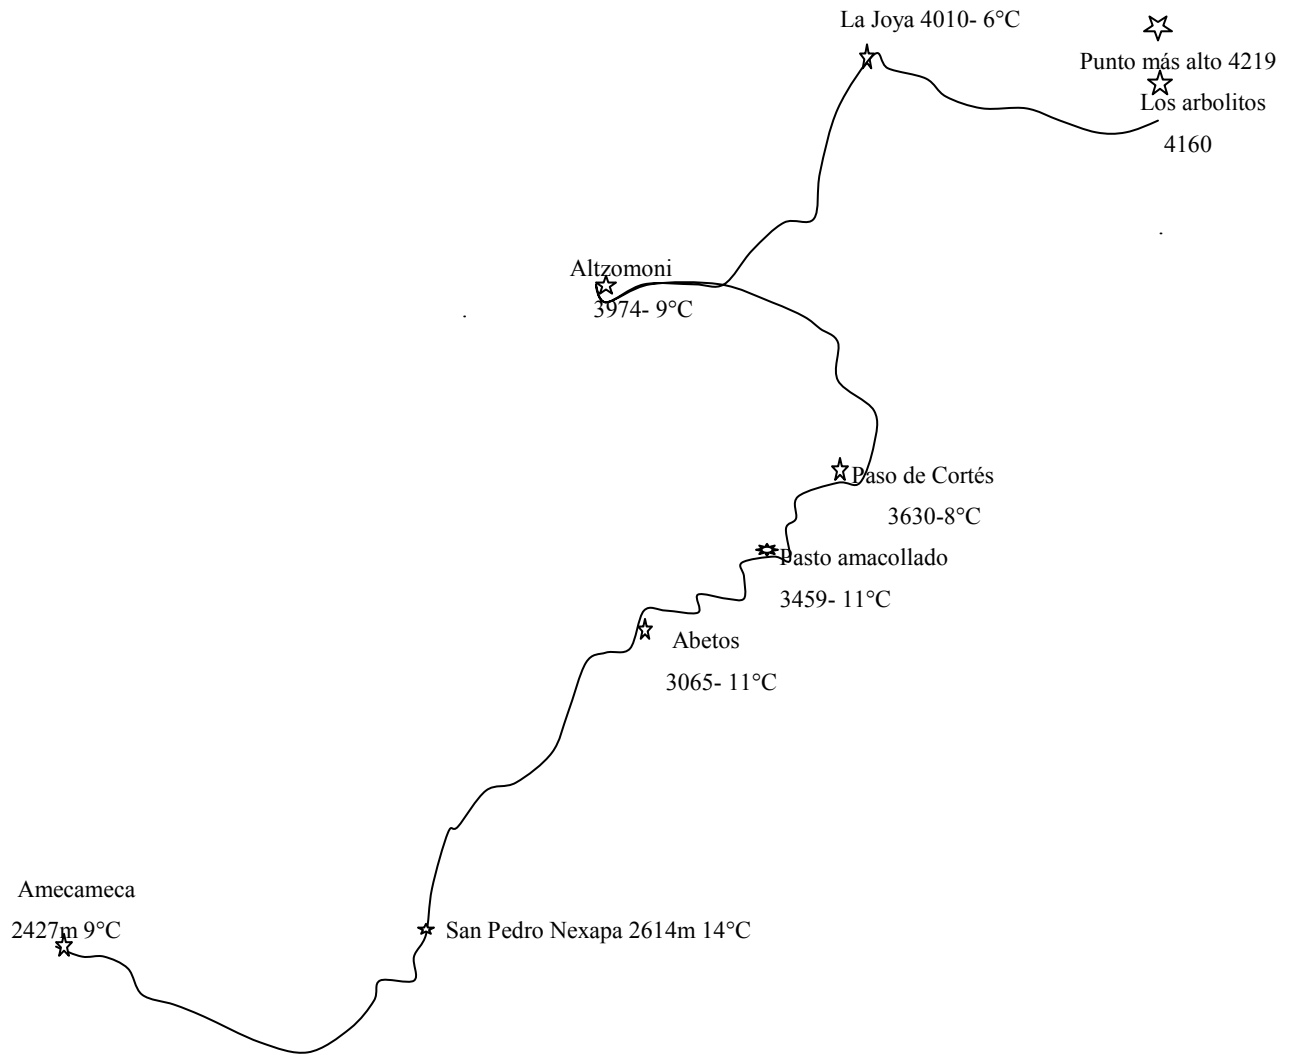 La Joya 4010- 6°C
Punto más alto 4219
Los arbolitos
4160
Altzomoni
3974- 9°C
Paso de Cortés
3630-8°C
Pasto amacollado
3459- 11°C
Abetos
3065- 11°C
Amecameca
2427m 9°C
San Pedro Nexapa 2614m 14°C